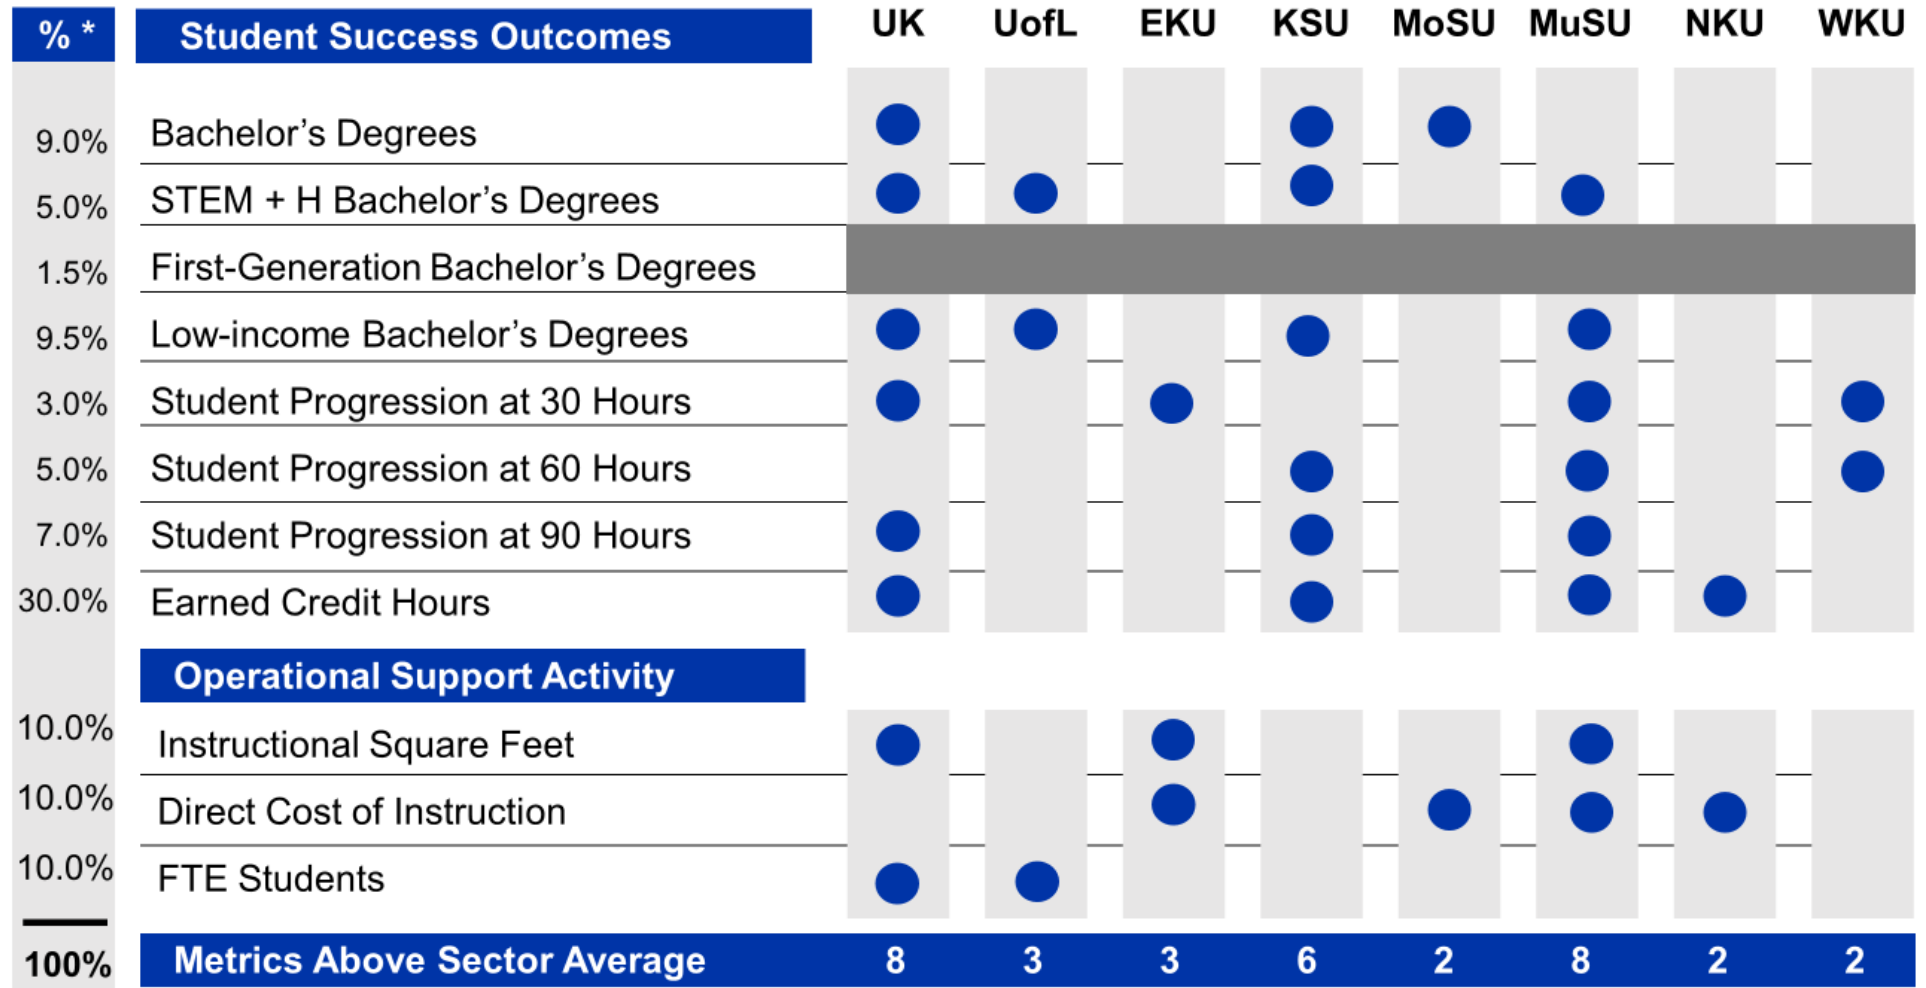 % * Student Success Outcomes UK UofL EKU KSU MoSU MuSU NKU WKU
9.0% Bachelor’s Degrees
5.0% STEM + H Bachelor’s Degrees
1.5% First-Generation Bachelor’s Degrees
9.5% Low-income Bachelor’s Degrees
3.0% Student Progression at 30 Hours
5.0% Student Progression at 60 Hours
7.0% Student Progression at 90 Hours
30.0% Earned Credit Hours
Operational Support Activity
10.0% Instructional Square Feet
10.0% Direct Cost of Instruction
10.0% FTE Students
100% Metrics Above Sector Average 8 3 3 6 2 8 2 2